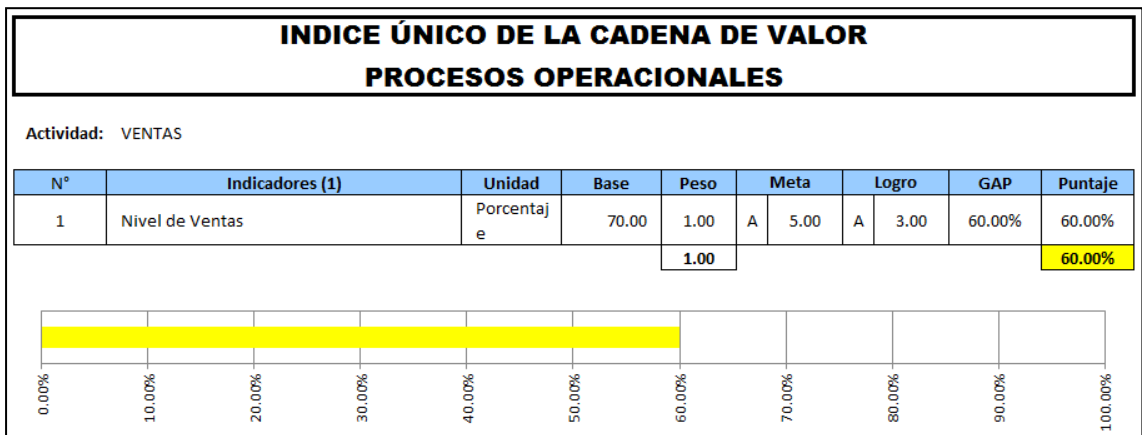 INDICE ÚNICO DE LA CADENA DE VALOR
PROCESOS OPERACIONALES
Actividad: VENTAS
N° Indicadores (1) Unidad Base Peso Meta Logro GAP Puntaje
1 Nivel de Ventas Porcentaj e 70.00 1.00 A 5.00 A 3.00 60.00% 60.00%
1.00 60.00%
0.00% 10.00% 20.00% 30.00% 40.00% 50.00% 60.00% 70.00% 80.00% 90.00% 100.00%